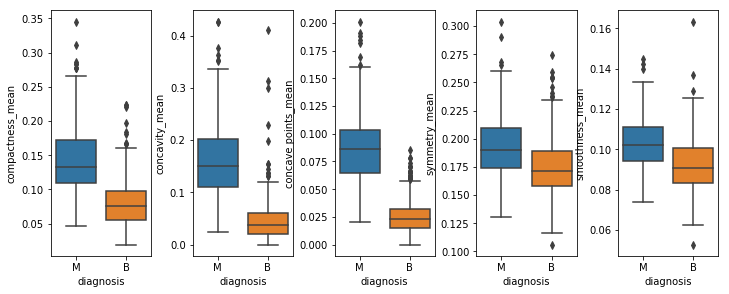 compactness_mean
0.35
0.30
0.25
0.20
0.15
0.10
0.05
M B
diagnosis
concavity_mean
0.4
0.3
0.2
0.1
0.0
M B
diagnosis
concave points_mean
0.200
0.175
0.150
0.125
0.100
0.075
0.050
0.025
0.000
M B
diagnosis
symmetry_mean
0.300
0.275
0.250
0.225
0.200
0.175
0.150
0.125
0.100
M B
diagnosis
smoothness_mean
0.16
0.14
0.12
0.10
0.08
0.06
M B
diagnosis